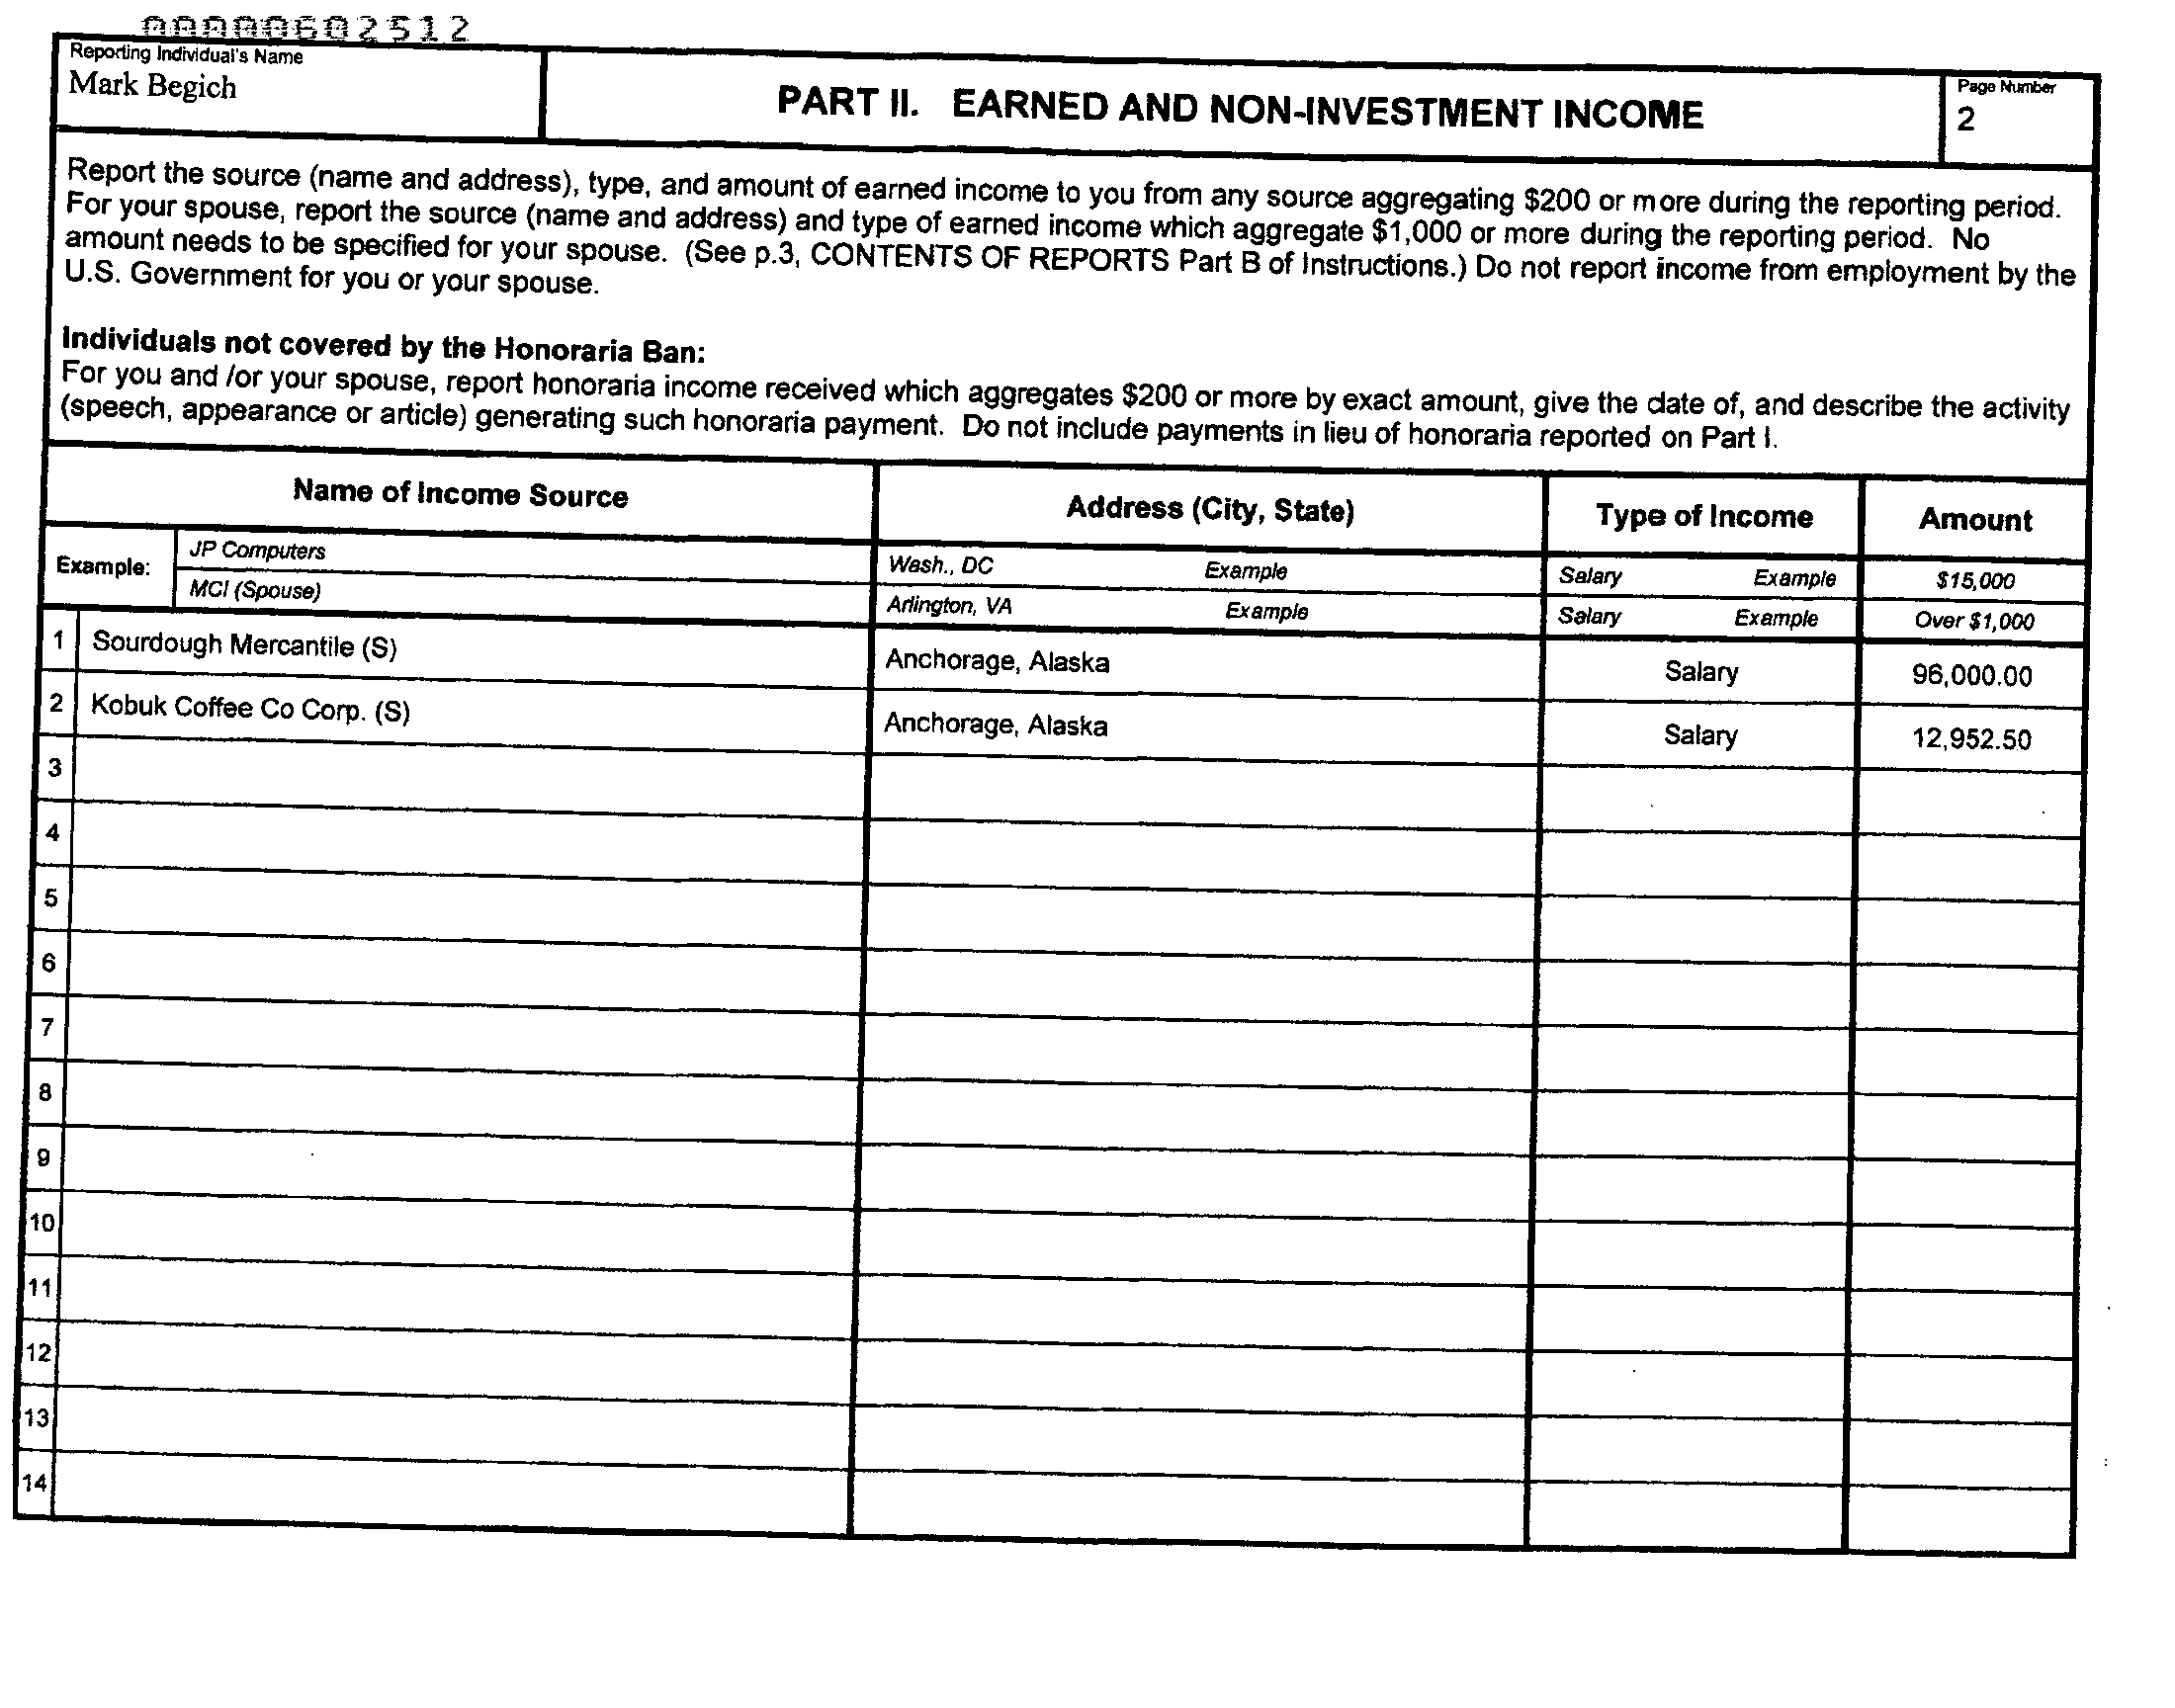 00000602512
Reporting Individual's Name
Mark Begich
PART II. EARNED AND NON-INVESTMENT INCOME
Page Number
2
Report the source (name and address), type, and amount of earned income to you from any source aggregating $200 or more during the reporting period.
For your spouse, report the source (name and address) and type of earned income which aggregate $1,000 or more during the reporting period. No
amount needs to be specified for your spouse. (See p.3, CONTENTS OF REPORTS Part B of Instructions.) Do not report income from employment by the
U.S. Government for you or your spouse.
Individuals not covered by the Honoraria Ban:
For you and /or your spouse, report honoraria income received which aggregates $200 or more by exact amount, give the date of, and describe the activity
(speech, appearance or article) generating such honoraria payment. Do not include payments in lieu of honoraria reported on Part I.
Name of Income Source Address (City, State) Type of Income Amount
Example: JP Computers Wash., DC Example Salary Example $15,000
MCI (Spouse) Arlington, VA Example Salary Example Over $1,000
1 Sourdough Mercantile (S) Anchorage, Alaska Salary 96,000.00
2 Kobuk Coffee Co Corp. (S) Anchorage, Alaska Salary 12,952.50
3
4
5
6
7
8
9
10
11
12
13
14